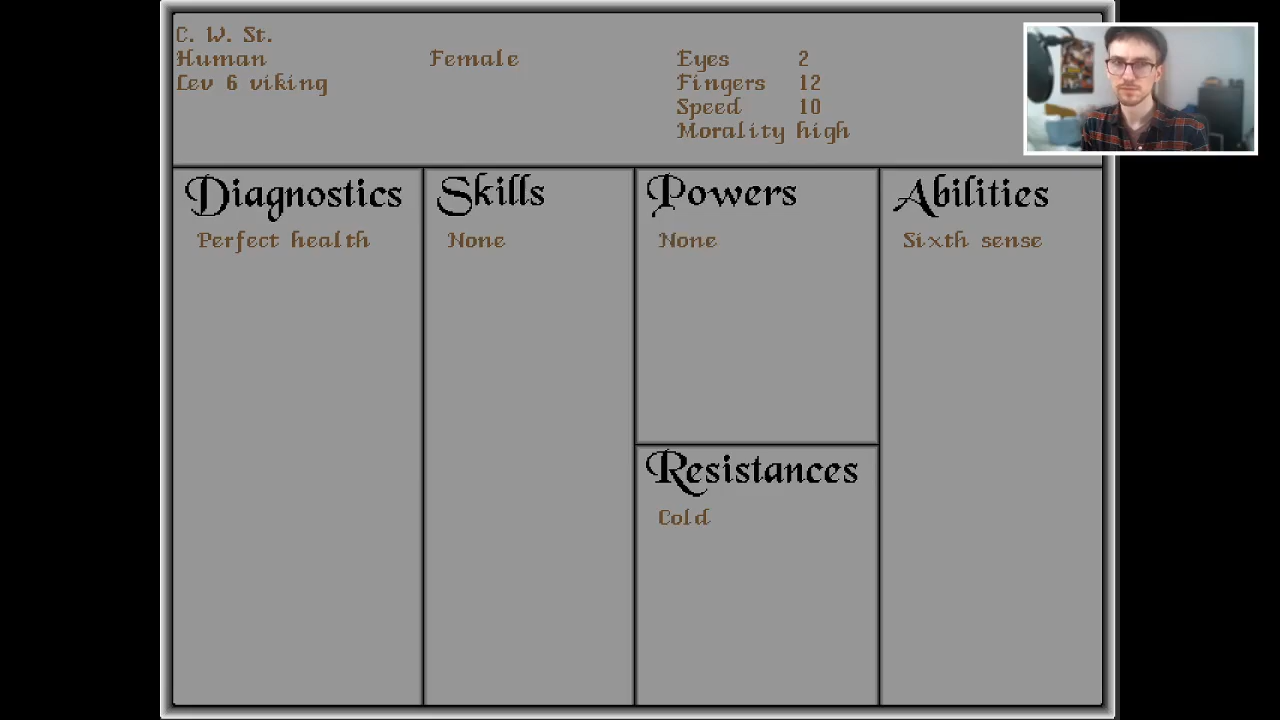 C. W. St.
Human Female
Lev 6 viking
Eyes 2
Fingers 12
Speed 10
Morality high
Diagnostics
Perfect health
Skills
None
Powers
None
Resistances
Cold
Abilities
Sixth sense